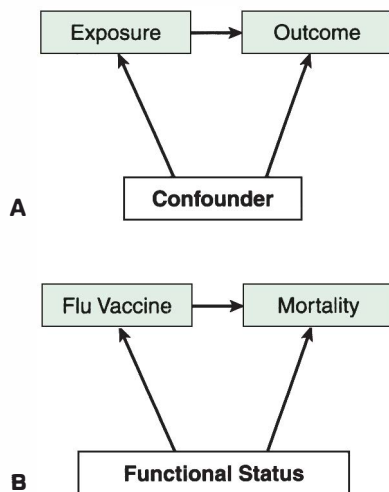 Exposure Outcome
Confounder
A
Flu Vaccine Mortality
Functional Status
B